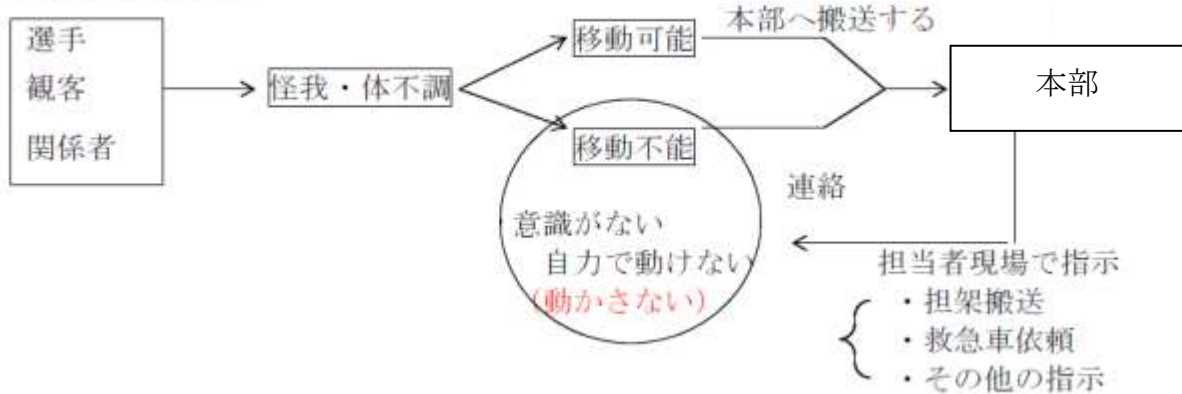 選手
観客
関係者
怪我・体不調
移動可能
本部へ搬送する
移動不能
意識がない
自力で動けない
(動かさない)
本部
連絡
担当者現場で指示
・担架搬送
・救急車依頼
・その他の指示